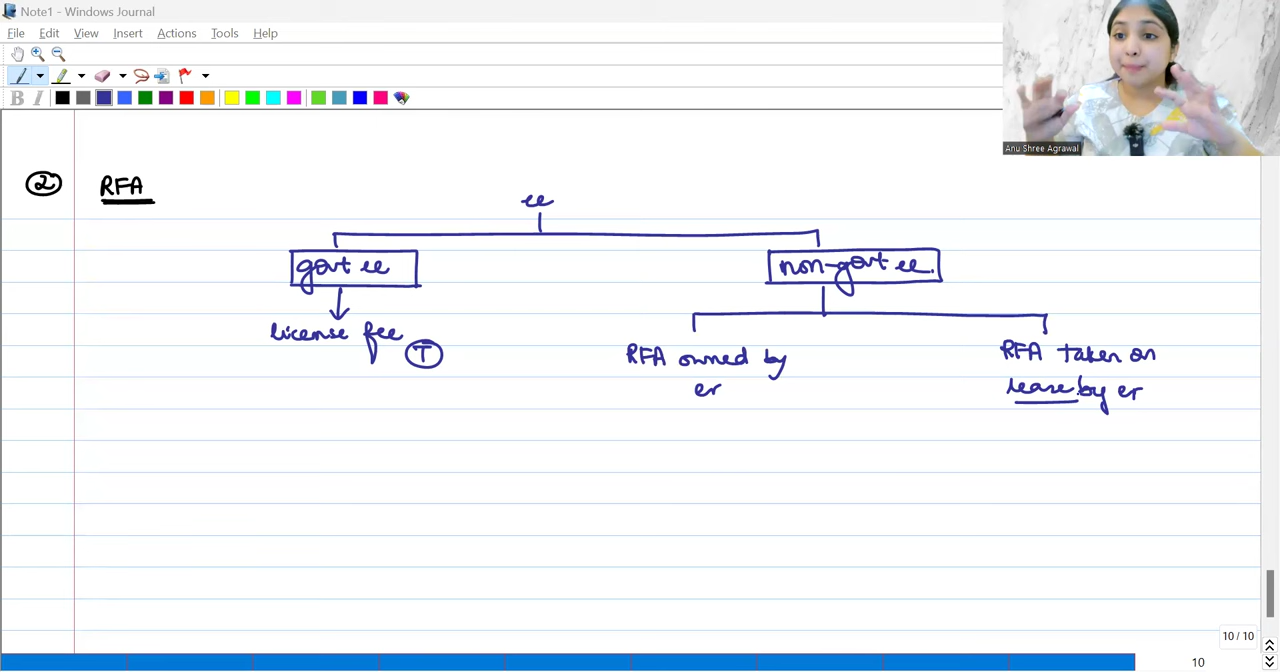 Note1 - Windows Journal
File Edit View Insert Actions Tools Help
B I
Anu Shree Agrawal
2 RFA
ee
govt ee
non-govt ee.
license fee
T
RFA owned by
er
RFA taken on
lease by er
10 / 10
10